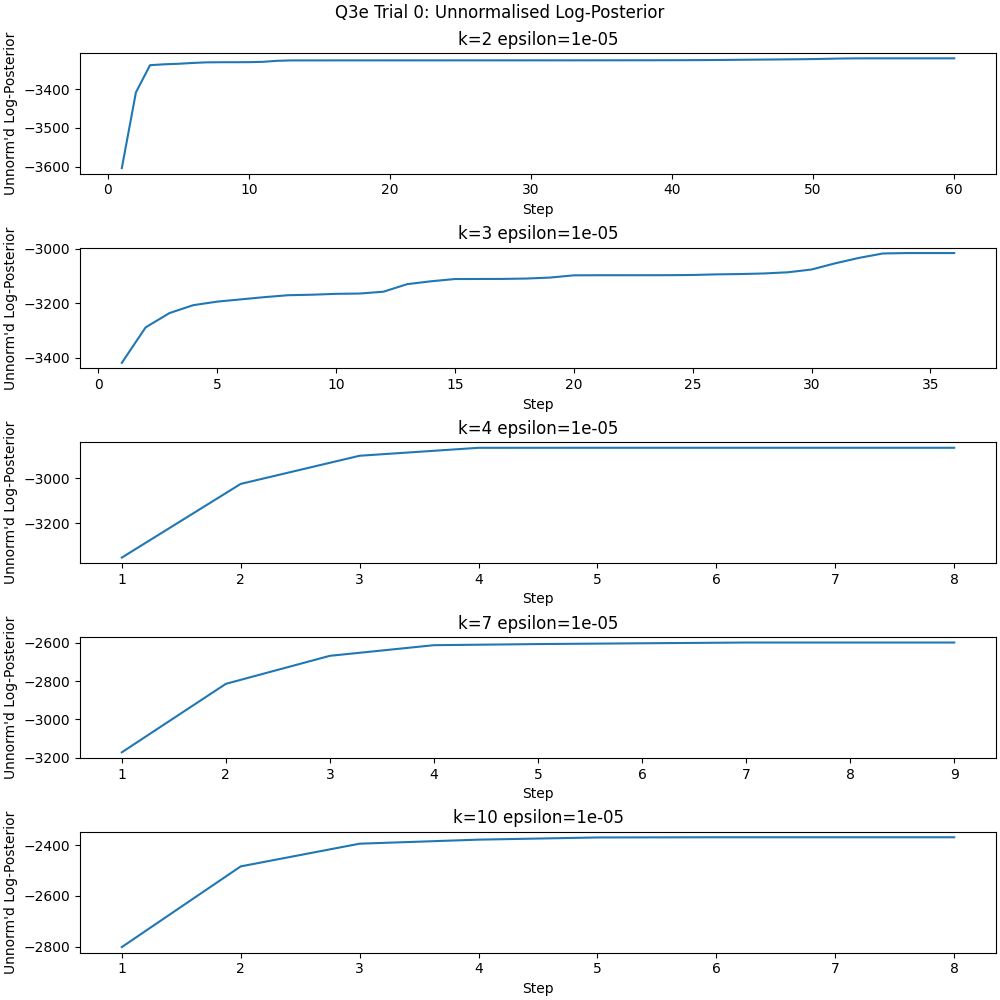 Q3e Trial 0: Unnormalised Log-Posterior
k=2 epsilon=1e-05
Unnorm'd Log-Posterior
−3400
−3500
−3600
0 10 20 30 40 50 60
Step
k=3 epsilon=1e-05
Unnorm'd Log-Posterior
−3000
−3200
−3400
0 5 10 15 20 25 30 35
Step
k=4 epsilon=1e-05
Unnorm'd Log-Posterior
−3000
−3200
1 2 3 4 5 6 7 8
Step
k=7 epsilon=1e-05
Unnorm'd Log-Posterior
−2600
−2800
−3000
−3200
1 2 3 4 5 6 7 8 9
Step
k=10 epsilon=1e-05
Unnorm'd Log-Posterior
−2400
−2600
−2800
1 2 3 4 5 6 7 8
Step